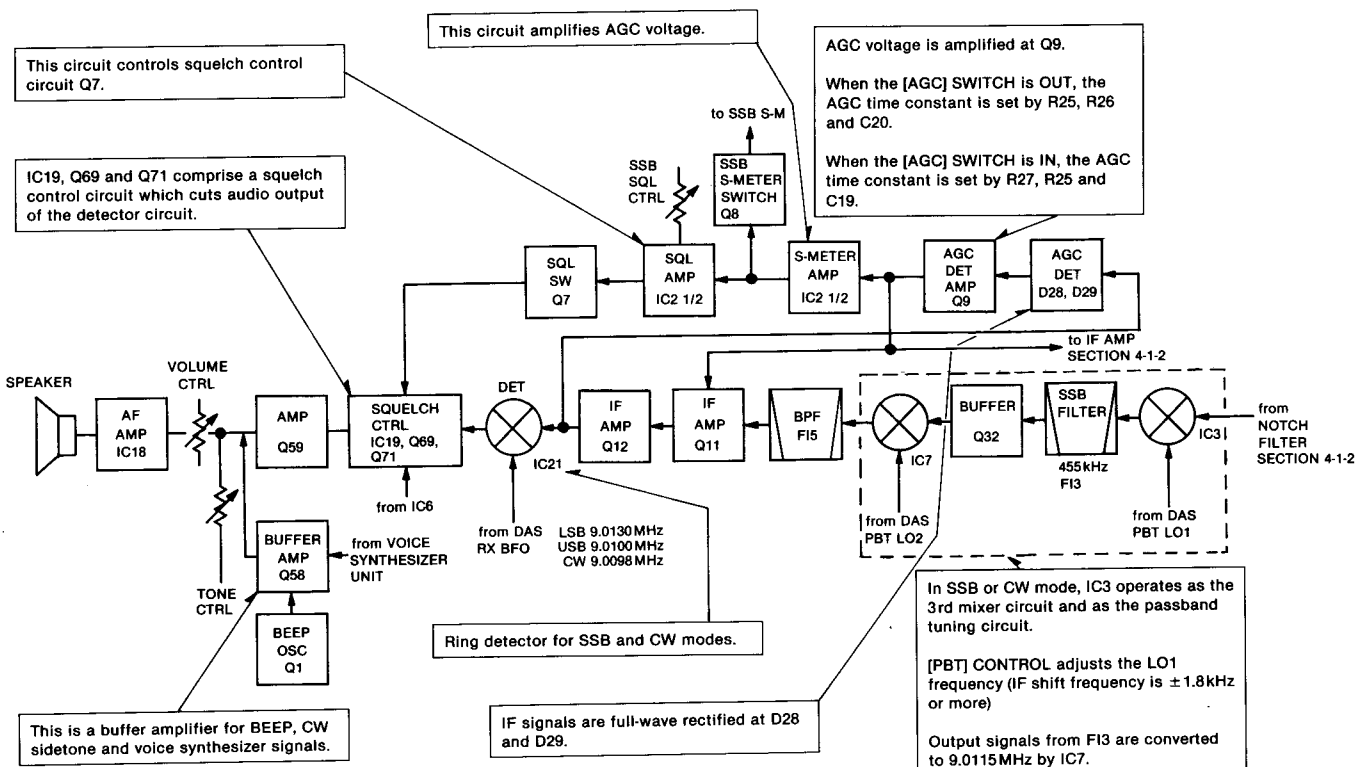 This circuit amplifies AGC voltage.
This circuit controls squelch control
circuit Q7.
AGC voltage is amplified at Q9.
When the [AGC] SWITCH is OUT, the
AGC time constant is set by R25, R26
and C20.
When the [AGC] SWITCH is IN, the AGC
time constant is set by R27, R25 and
C19.
IC19, Q69 and Q71 comprise a squelch
control circuit which cuts audio output
of the detector circuit.
to SSB S-M
SSB
SQL
CTRL
SSB
S-METER
SWITCH
Q8
SQL
SW
Q7
SQL
AMP
IC2 1/2
S-METER
AMP
IC2 1/2
AGC
DET
AMP
Q9
AGC
DET
D28, D29
to IF AMP
SECTION 4-1-2
SPEAKER
AF
AMP
IC18
VOLUME
CTRL
AMP
Q59
SQUELCH
CTRL
IC19, Q69,
Q71
DET
IC21
IF
AMP
Q12
IF
AMP
Q11
BPF
FI5
IC7
BUFFER
Q32
SSB
FILTER
455kHz
FI3
IC3
from
NOTCH
FILTER
SECTION 4-1-2
from IC6
from DAS
RX BFO
LSB 9.0130MHz
USB 9.0100MHz
CW 9.0098MHz
from DAS
PBT LO2
from DAS
PBT LO1
TONE
CTRL
BUFFER
AMP
Q58
from VOICE
SYNTHESIZER
UNIT
BEEP
OSC
Q1
Ring detector for SSB and CW modes.
This is a buffer amplifier for BEEP, CW
sidetone and voice synthesizer signals.
IF signals are full-wave rectified at D28
and D29.
In SSB or CW mode, IC3 operates as the
3rd mixer circuit and as the passband
tuning circuit.
[PBT] CONTROL adjusts the LO1
frequency (IF shift frequency is ±1.8kHz
or more)
Output signals from FI3 are converted
to 9.0115MHz by IC7.